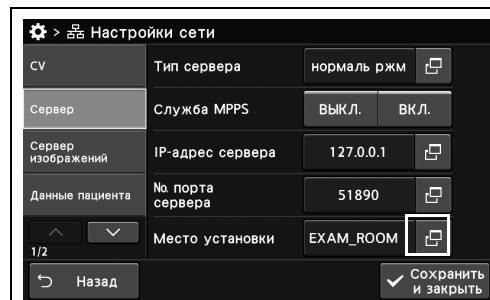 > Настройки сети
CV
Тип сервера
нормаль ржм
Сервер
Служба MPPS
ВЫКЛ.
ВКЛ.
Сервер
изображений
IP-адрес сервера
127.0.0.1
Данные пациента
№. порта
сервера
51890
1/2
Место установки
EXAM_ROOM
Назад
Сохранить
и закрыть